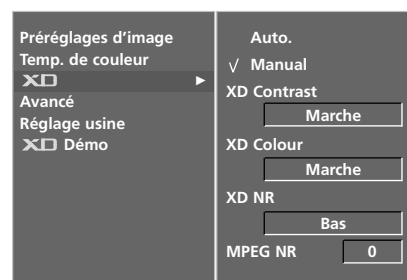 Préréglages d'image
Temp. de couleur
XD
Avancé
Réglage usine
XD Démo
Auto.
√ Manual
XD Contrast
Marche
XD Colour
Marche
XD NR
Bas
MPEG NR 0